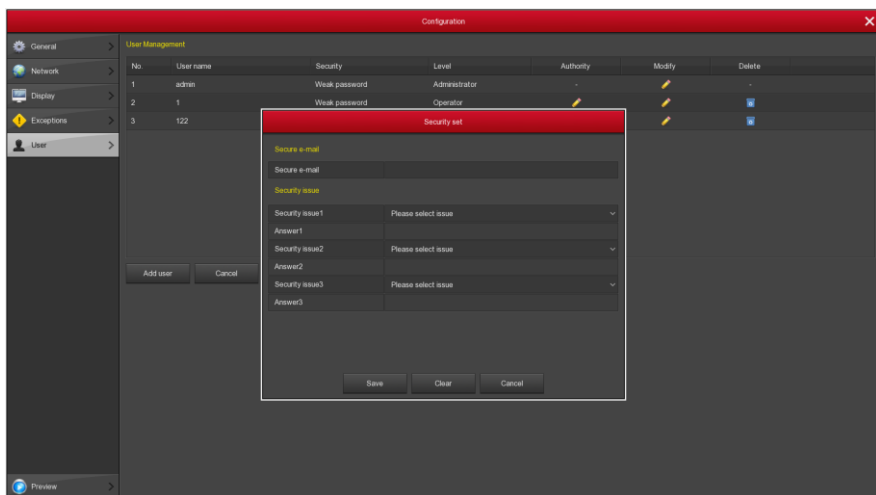 Configuration
General
Network
Display
Exceptions
User
Preview
User Management
No. User name Security Level Authority Modify Delete
1 admin Weak password Administrator - -
2 1 Weak password Operator
3 122
Add user Cancel
Security set
Secure e-mail
Secure e-mail
Security issue
Security issue1 Please select issue
Answer1
Security issue2 Please select issue
Answer2
Security issue3 Please select issue
Answer3
Save Clear Cancel